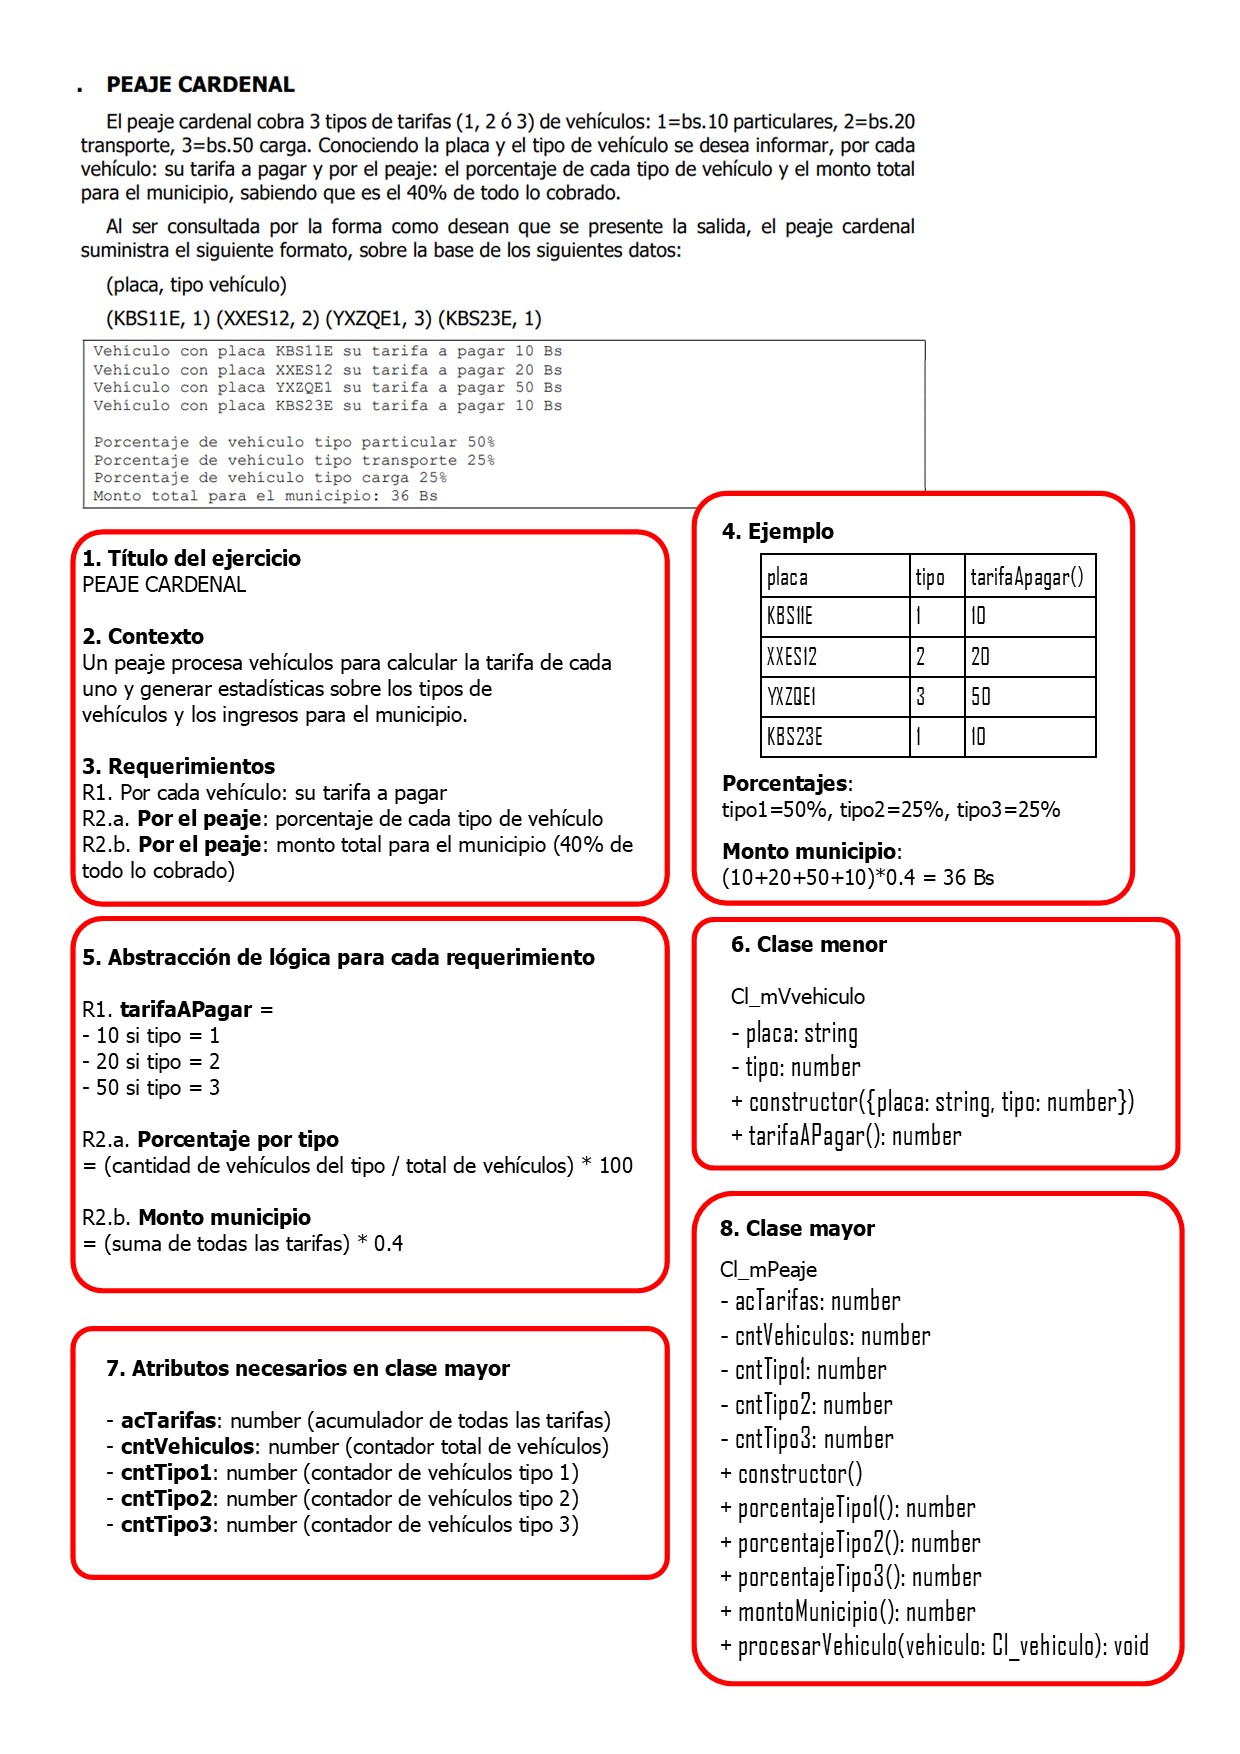 . PEAJE CARDENAL
El peaje cardenal cobra 3 tipos de tarifas (1, 2 ó 3) de vehículos: 1=bs.10 particulares, 2=bs.20
transporte, 3=bs.50 carga. Conociendo la placa y el tipo de vehículo se desea informar, por cada
vehículo: su tarifa a pagar y por el peaje: el porcentaje de cada tipo de vehículo y el monto total
para el municipio, sabiendo que es el 40% de todo lo cobrado.
Al ser consultada por la forma como desean que se presente la salida, el peaje cardenal
suministra el siguiente formato, sobre la base de los siguientes datos:
(placa, tipo vehículo)
(KBS11E, 1) (XXES12, 2) (YXZQE1, 3) (KBS23E, 1)
Vehículo con placa KBS11E su tarifa a pagar 10 Bs
Vehículo con placa XXES12 su tarifa a pagar 20 Bs
Vehículo con placa YXZQE1 su tarifa a pagar 50 Bs
Vehículo con placa KBS23E su tarifa a pagar 10 Bs
Porcentaje de vehículo tipo particular 50%
Porcentaje de vehículo tipo transporte 25%
Porcentaje de vehículo tipo carga 25%
Monto total para el municipio: 36 Bs
1. Título del ejercicio
PEAJE CARDENAL
2. Contexto
Un peaje procesa vehículos para calcular la tarifa de cada
uno y generar estadísticas sobre los tipos de
vehículos y los ingresos para el municipio.
3. Requerimientos
R1. Por cada vehículo: su tarifa a pagar
R2.a. Por el peaje: porcentaje de cada tipo de vehículo
R2.b. Por el peaje: monto total para el municipio (40% de
todo lo cobrado)
4. Ejemplo
placa tipo tarifaApagar()
KBS11E 1 10
XXES12 2 20
YXZQE1 3 50
KBS23E 1 10
Porcentajes:
tipo1=50%, tipo2=25%, tipo3=25%
Monto municipio:
(10+20+50+10)*0.4 = 36 Bs
5. Abstracción de lógica para cada requerimiento
R1. tarifaAPagar =
- 10 si tipo = 1
- 20 si tipo = 2
- 50 si tipo = 3
R2.a. Porcentaje por tipo
= (cantidad de vehículos del tipo / total de vehículos) * 100
R2.b. Monto municipio
= (suma de todas las tarifas) * 0.4
6. Clase menor
Cl_mVvehiculo
- placa: string
- tipo: number
+ constructor({placa: string, tipo: number})
+ tarifaAPagar(): number
7. Atributos necesarios en clase mayor
- acTarifas: number (acumulador de todas las tarifas)
- cntVehiculos: number (contador total de vehículos)
- cntTipo1: number (contador de vehículos tipo 1)
- cntTipo2: number (contador de vehículos tipo 2)
- cntTipo3: number (contador de vehículos tipo 3)
8. Clase mayor
Cl_mPeaje
- acTarifas: number
- cntVehiculos: number
- cntTipo1: number
- cntTipo2: number
- cntTipo3: number
+ constructor()
+ porcentajeTipo1(): number
+ porcentajeTipo2(): number
+ porcentajeTipo3(): number
+ montoMunicipio(): number
+ procesarVehiculo(vehiculo: Cl_vehiculo): void